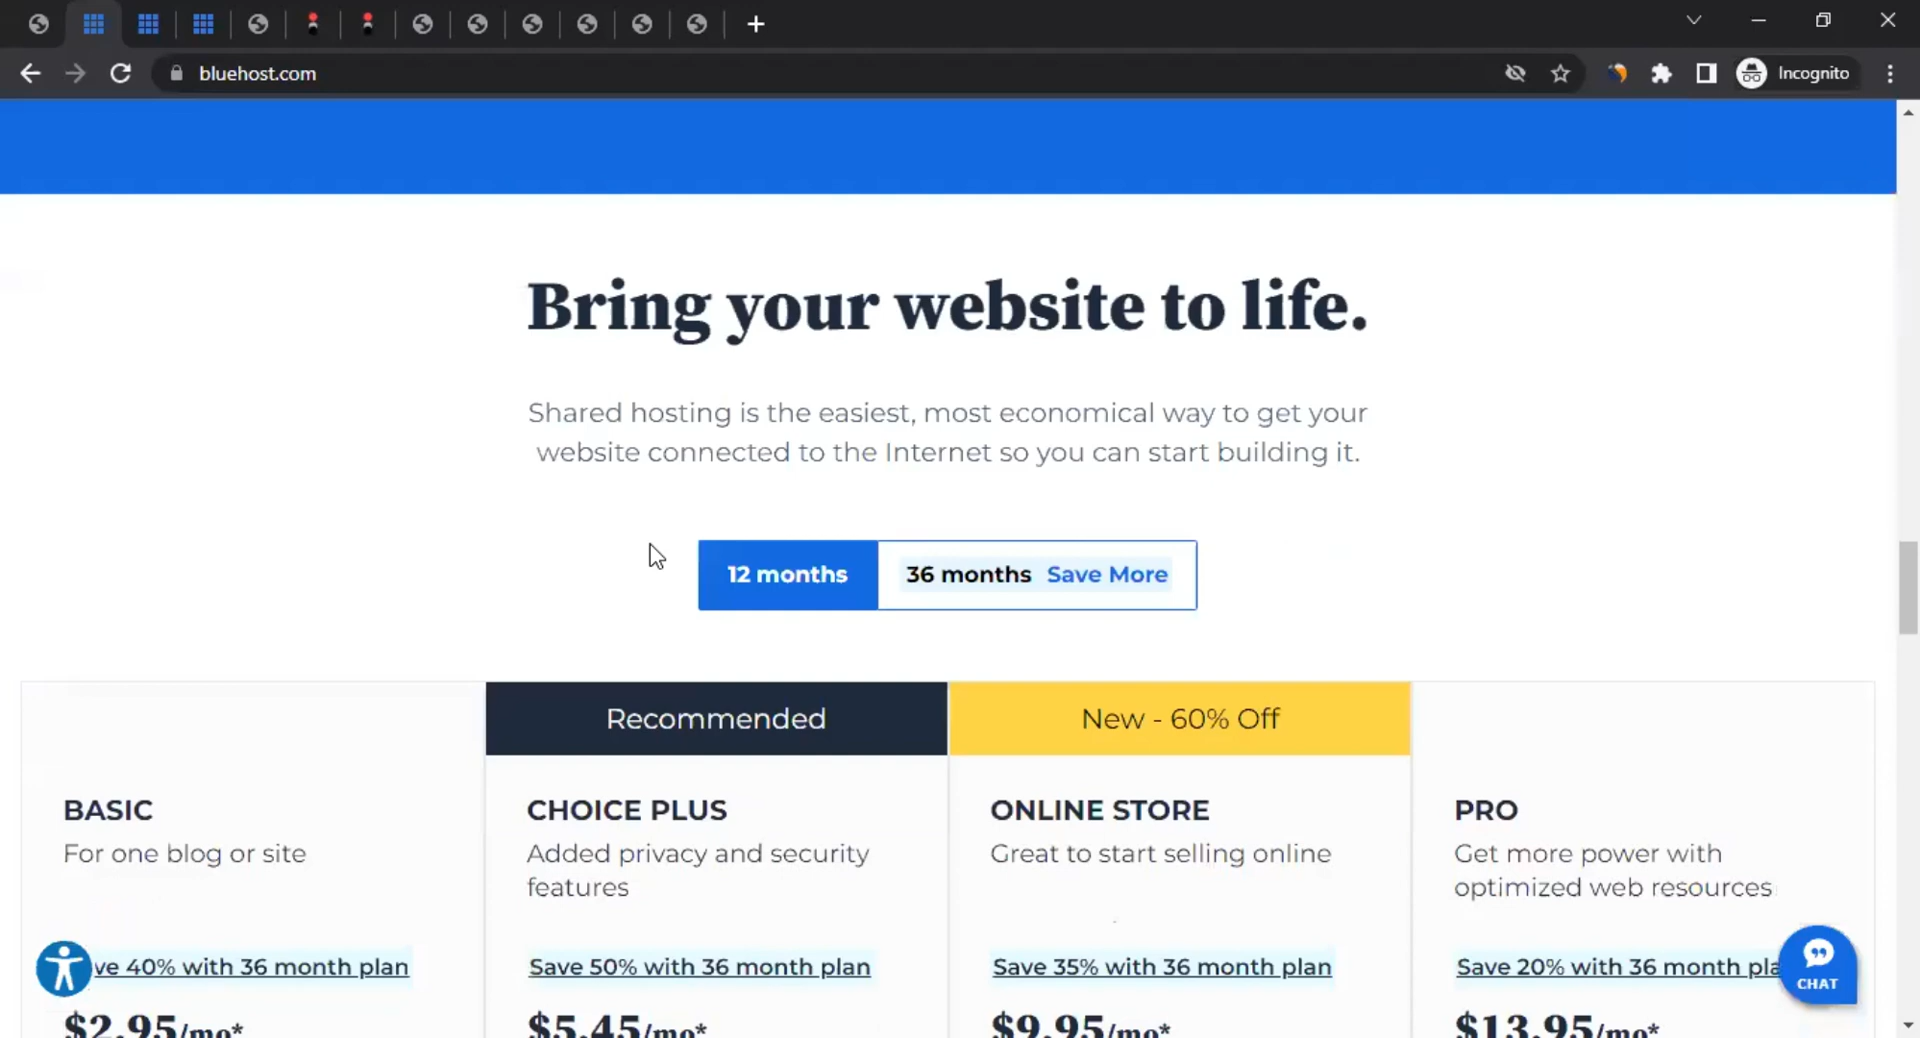 bluehost.com
Incognito
Bring your website to life.
Shared hosting is the easiest, most economical way to get your
website connected to the Internet so you can start building it.
12 months
36 months Save More
Recommended
New - 60% Off
BASIC
For one blog or site
ve 40% with 36 month plan
$2.95/mo*
CHOICE PLUS
Added privacy and security
features
Save 50% with 36 month plan
$5.45/mo*
ONLINE STORE
Great to start selling online
Save 35% with 36 month plan
$9.95/mo*
PRO
Get more power with
optimized web resources
Save 20% with 36 month pla
$13.95/mo*
CHAT